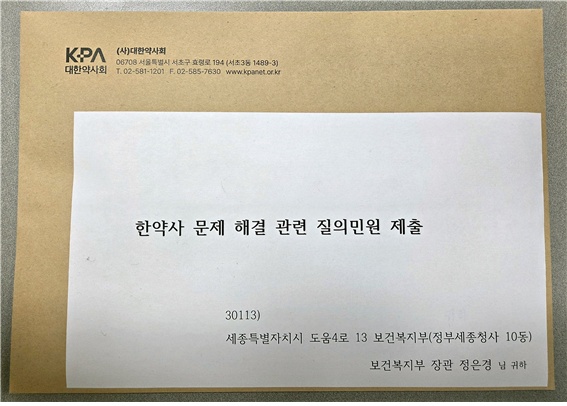 KPA
대한약사회
(사)대한약사회
06708 서울특별시 서초구 효령로 194 (서초3동 1489-3)
T. 02-581-1201 F. 02-585-7630 www.kpanet.or.kr
한약사 문제 해결 관련 질의민원 제출
30113)
세종특별자치시 도움4로 13 보건복지부(정부세종청사 10동)
보건복지부 장관 정은경 님 귀하